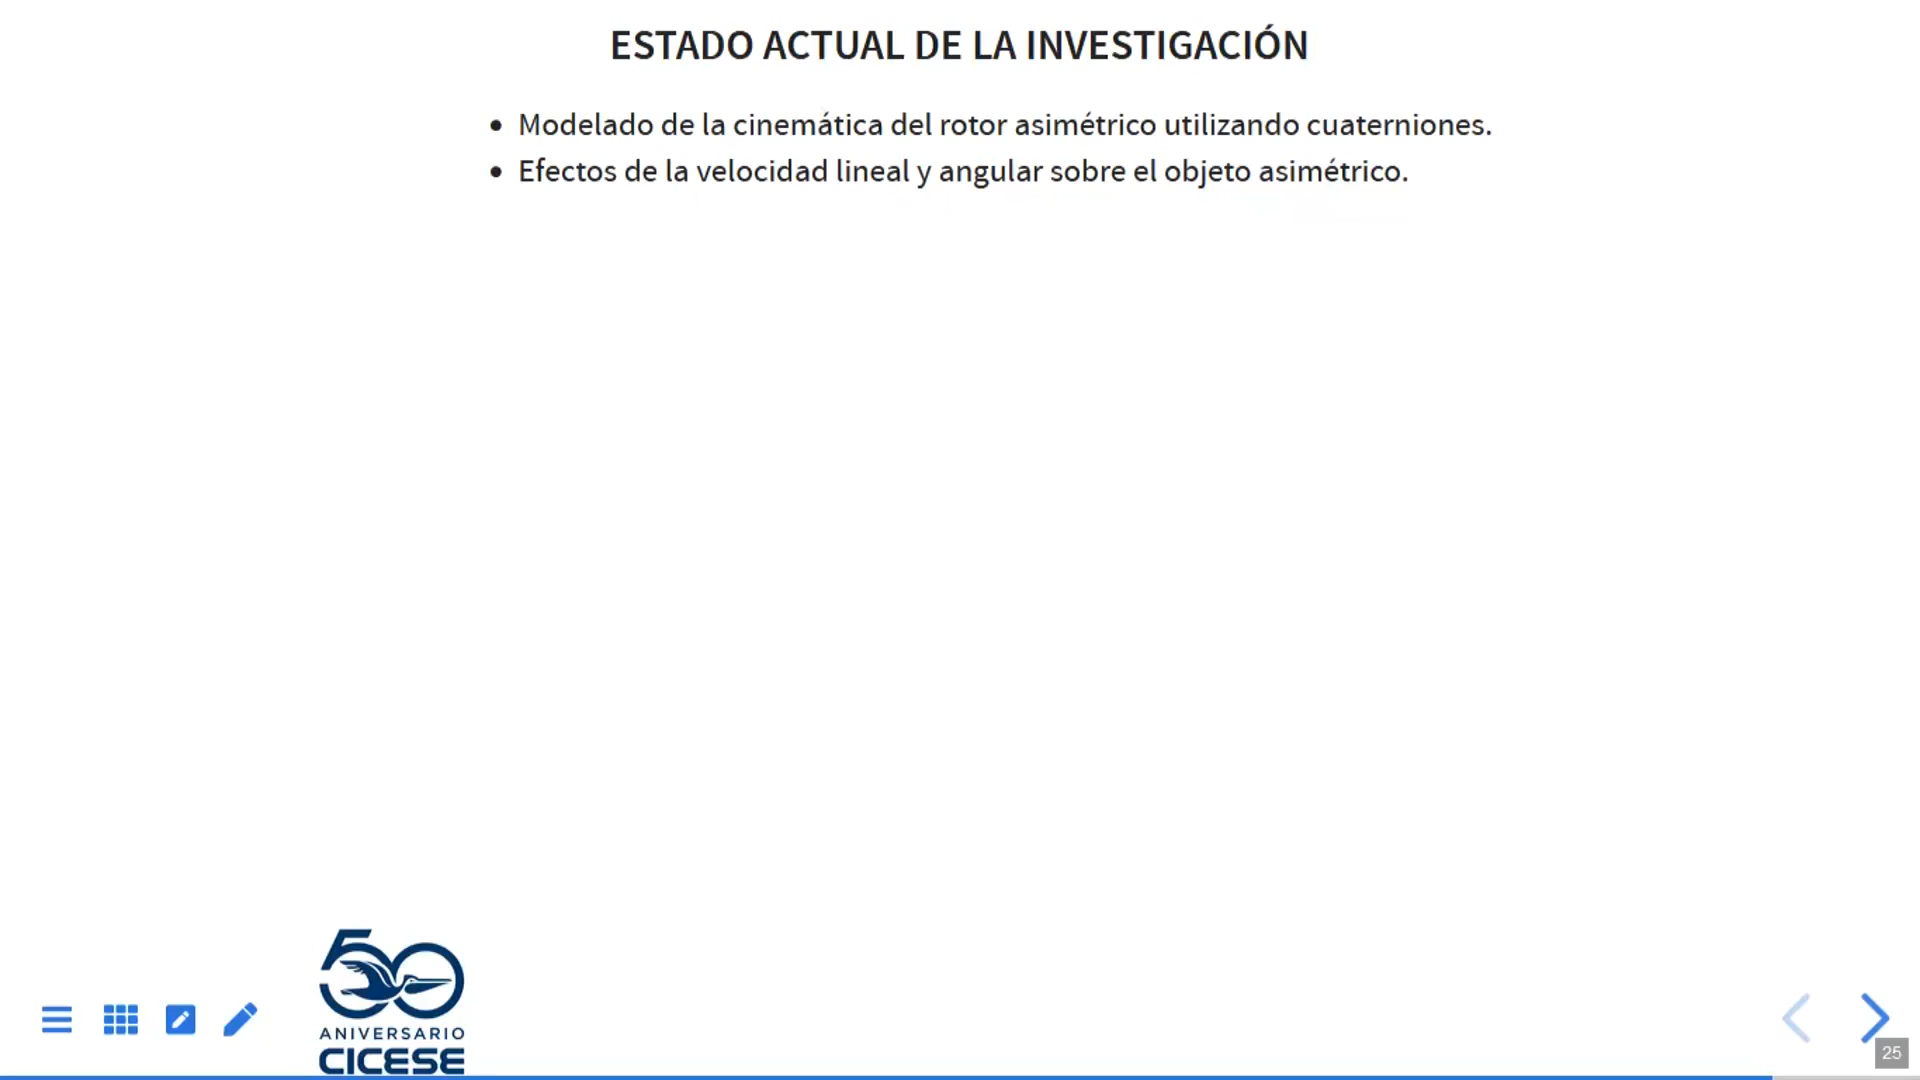 ESTADO ACTUAL DE LA INVESTIGACIÓN
• Modelado de la cinemática del rotor asimétrico utilizando cuaterniones.
• Efectos de la velocidad lineal y angular sobre el objeto asimétrico.
50
ANIVERSARIO
CICESE
25